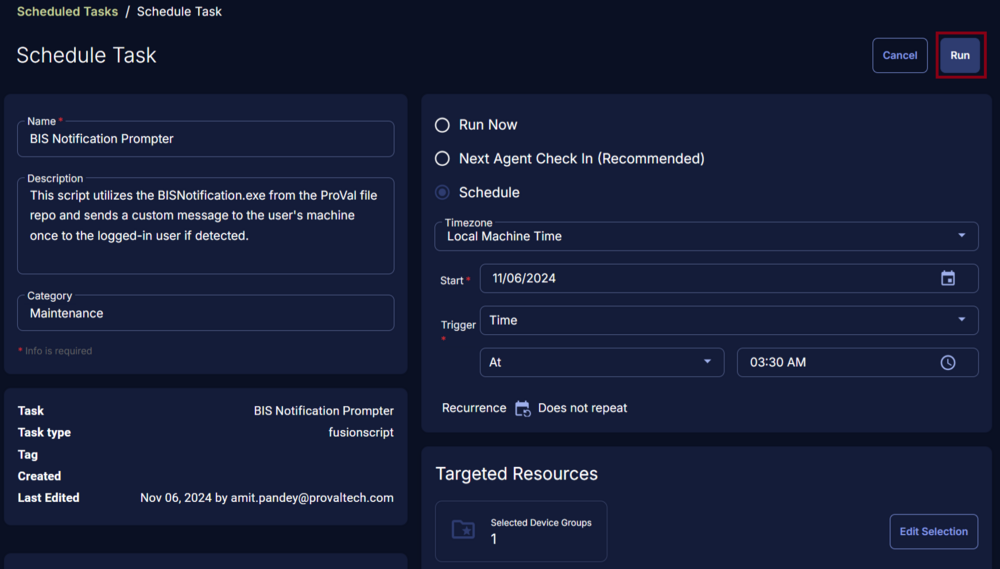 Scheduled Tasks / Schedule Task
Schedule Task
Cancel
Run
Name *
BIS Notification Prompter
Description
This script utilizes the BISNotification.exe from the ProVal file
repo and sends a custom message to the user's machine
once to the logged-in user if detected.
Category
Maintenance
* Info is required
Task BIS Notification Prompter
Task type fusionscript
Tag
Created
Last Edited Nov 06, 2024 by amit.pandey@provaltech.com
Run Now
Next Agent Check In (Recommended)
Schedule
Timezone
Local Machine Time
Start * 11/06/2024
Trigger * Time
At 03:30 AM
Recurrence Does not repeat
Targeted Resources
Selected Device Groups
1
Edit Selection